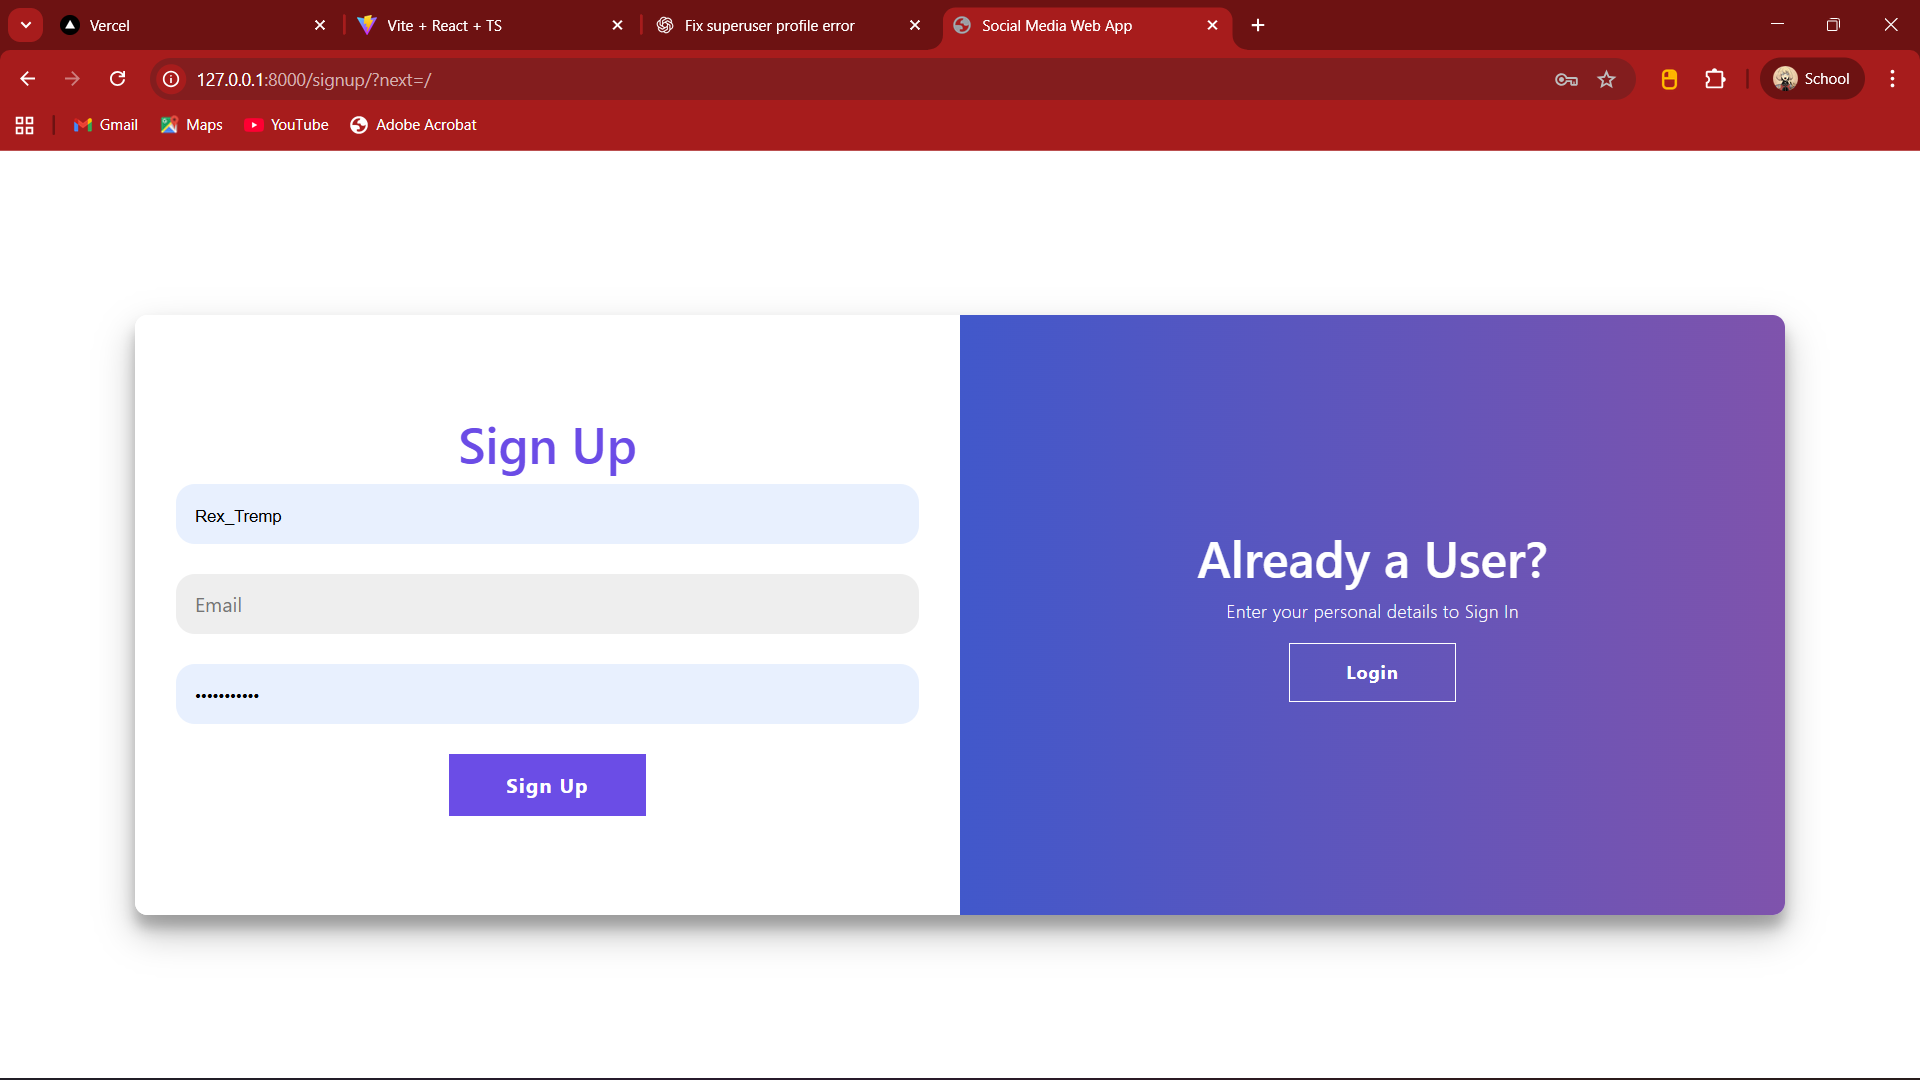 Vercel
Vite + React + TS
Fix superuser profile error
Social Media Web App
127.0.0.1:8000/signup/?next=/
School
Gmail
Maps
YouTube
Adobe Acrobat
Sign Up
Rex_Tremp
Email
•••••••••••
Sign Up
Already a User?
Enter your personal details to Sign In
Login